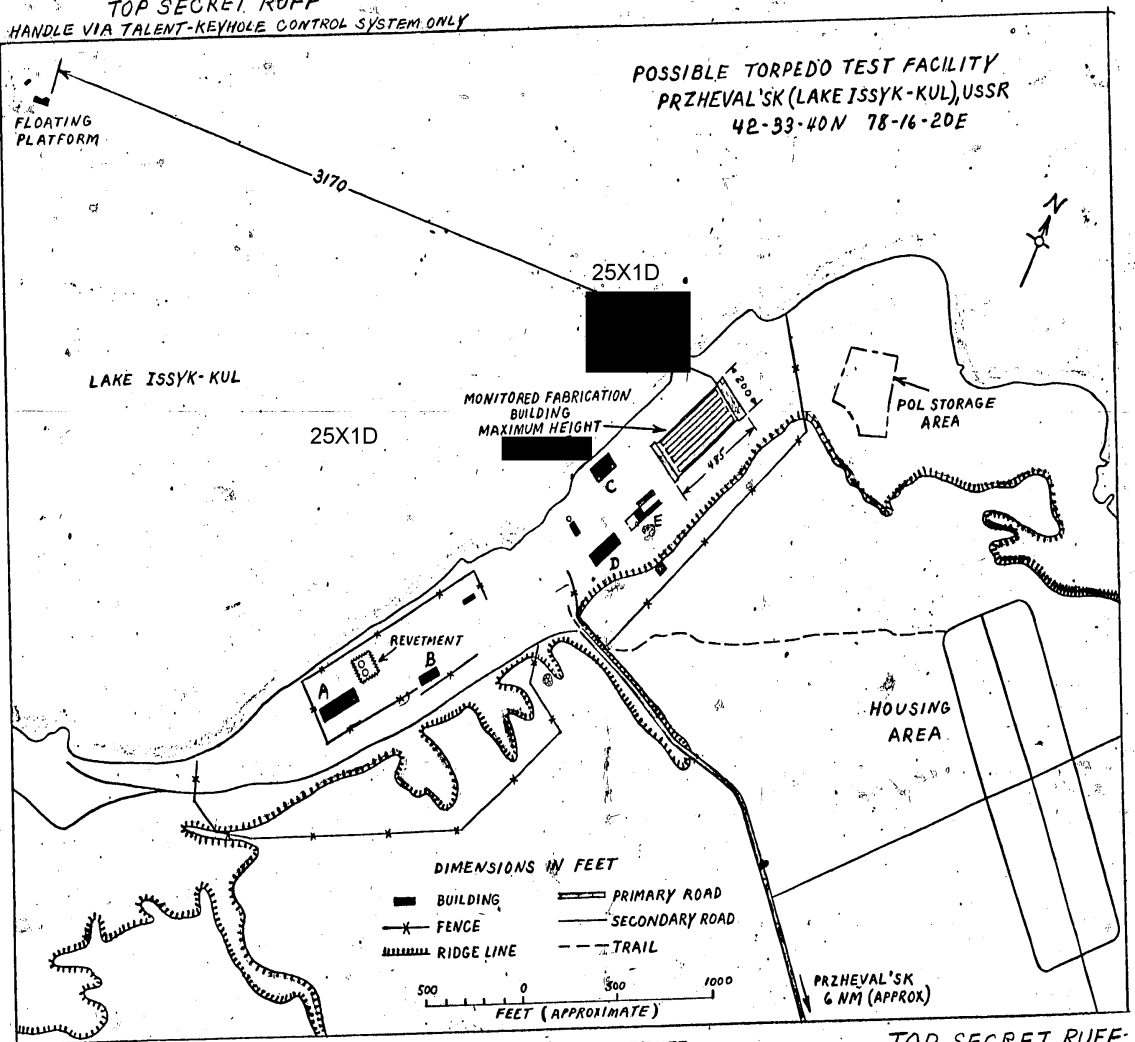 TOP SECRET RUFF
HANDLE VIA TALENT-KEYHOLE CONTROL SYSTEM ONLY
POSSIBLE TORPEDO TEST FACILITY
PRZHEVAL'SK (LAKE ISSYK-KUL), USSR
42-33-40N 78-16-20E
FLOATING
PLATFORM
3170
N
25X1D
LAKE ISSYK-KUL
MONITORED FABRICATION
BUILDING
MAXIMUM HEIGHT
200
485
POL STORAGE
AREA
25X1D
C
E
D
REVETMENT
B
A
HOUSING
AREA
DIMENSIONS IN FEET
BUILDING
PRIMARY ROAD
FENCE
SECONDARY ROAD
RIDGE LINE
TRAIL
500 0 500 1000
FEET (APPROXIMATE)
PRZHEVAL'SK
6 NM (APPROX)
TOP SECRET RUFF